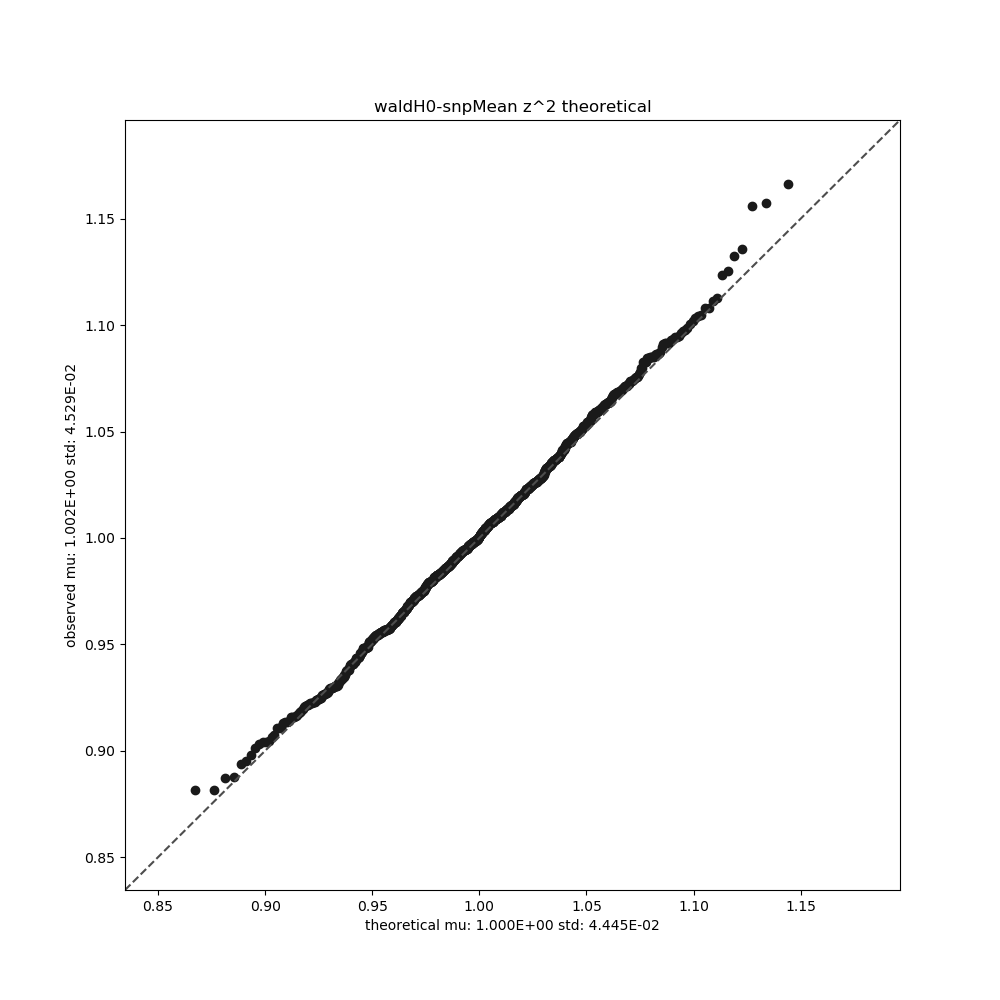 waldH0-snpMean z^2 theoretical
1.15
1.10
1.05
1.00
0.95
0.90
0.85
observed mu: 1.002E+00 std: 4.529E-02
0.85 0.90 0.95 1.00 1.05 1.10 1.15
theoretical mu: 1.000E+00 std: 4.445E-02